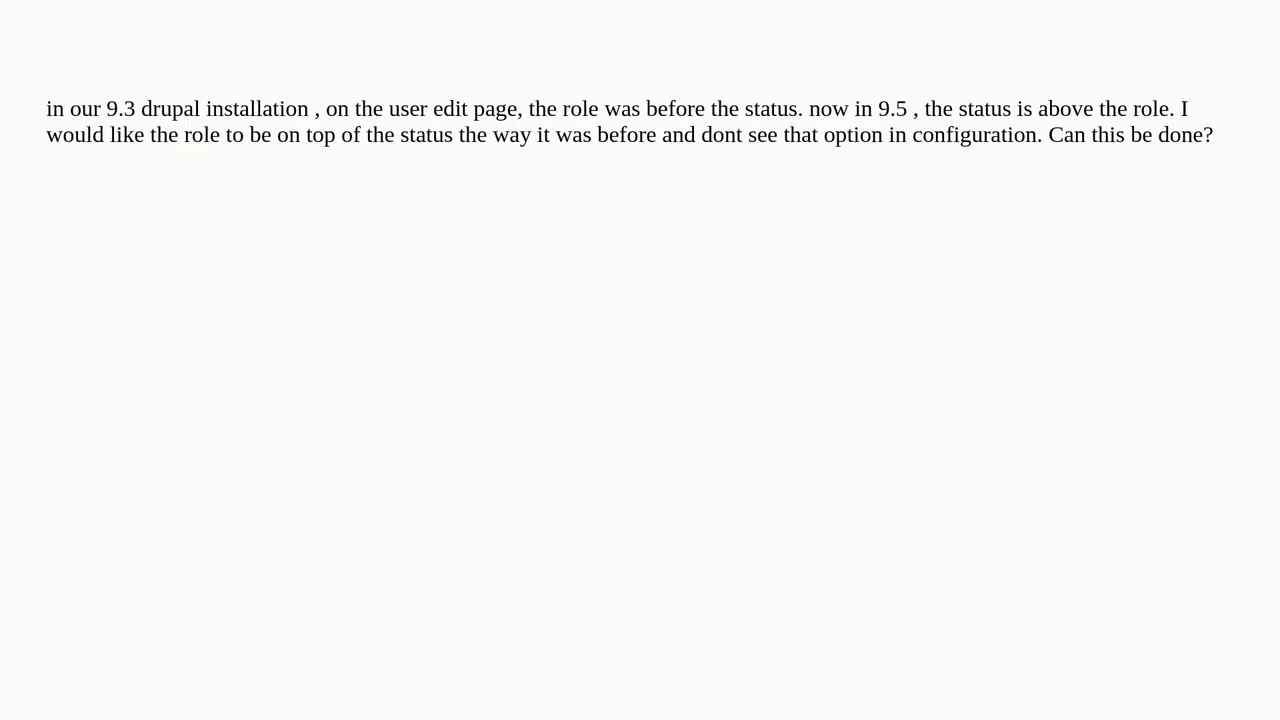 in our 9.3 drupal installation , on the user edit page, the role was before the status. now in 9.5 , the status is above the role. I
would like the role to be on top of the status the way it was before and dont see that option in configuration. Can this be done?